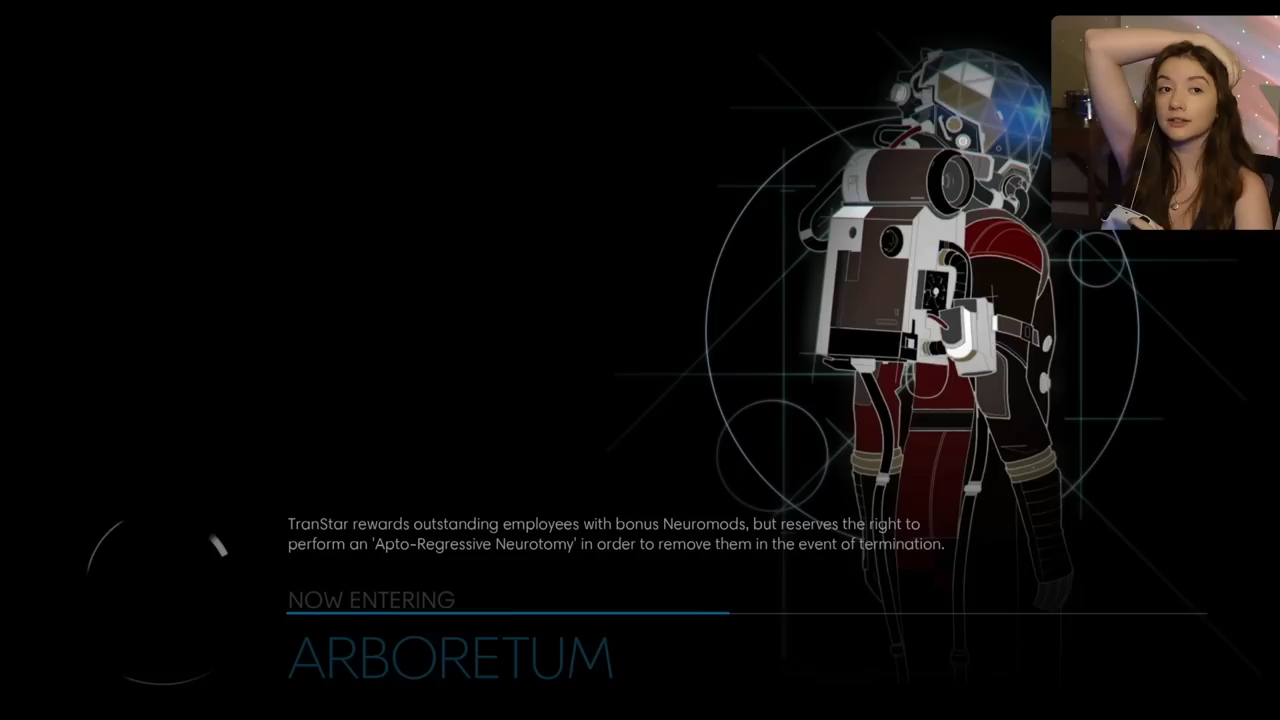 TranStar rewards outstanding employees with bonus Neuromods, but reserves the right to
perform an 'Apto-Regressive Neurotomy' in order to remove them in the event of termination.
NOW ENTERING
ARBORETUM